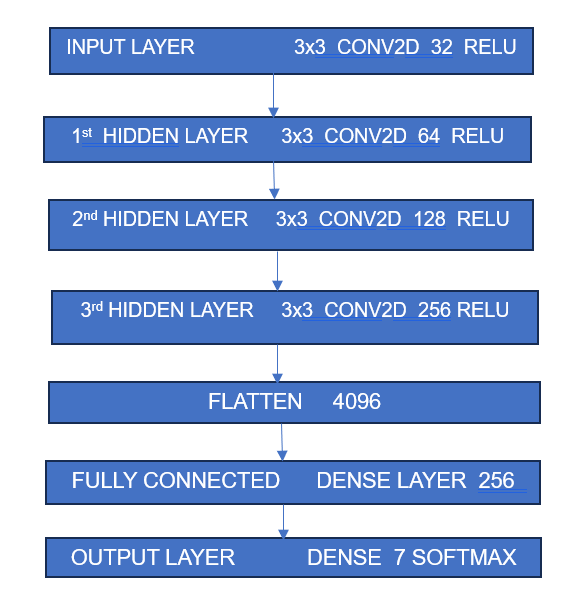 INPUT LAYER 3x3 CONV2D 32 RELU
1st HIDDEN LAYER 3x3 CONV2D 64 RELU
2nd HIDDEN LAYER 3x3 CONV2D 128 RELU
3rd HIDDEN LAYER 3x3 CONV2D 256 RELU
FLATTEN 4096
FULLY CONNECTED DENSE LAYER 256
OUTPUT LAYER DENSE 7 SOFTMAX